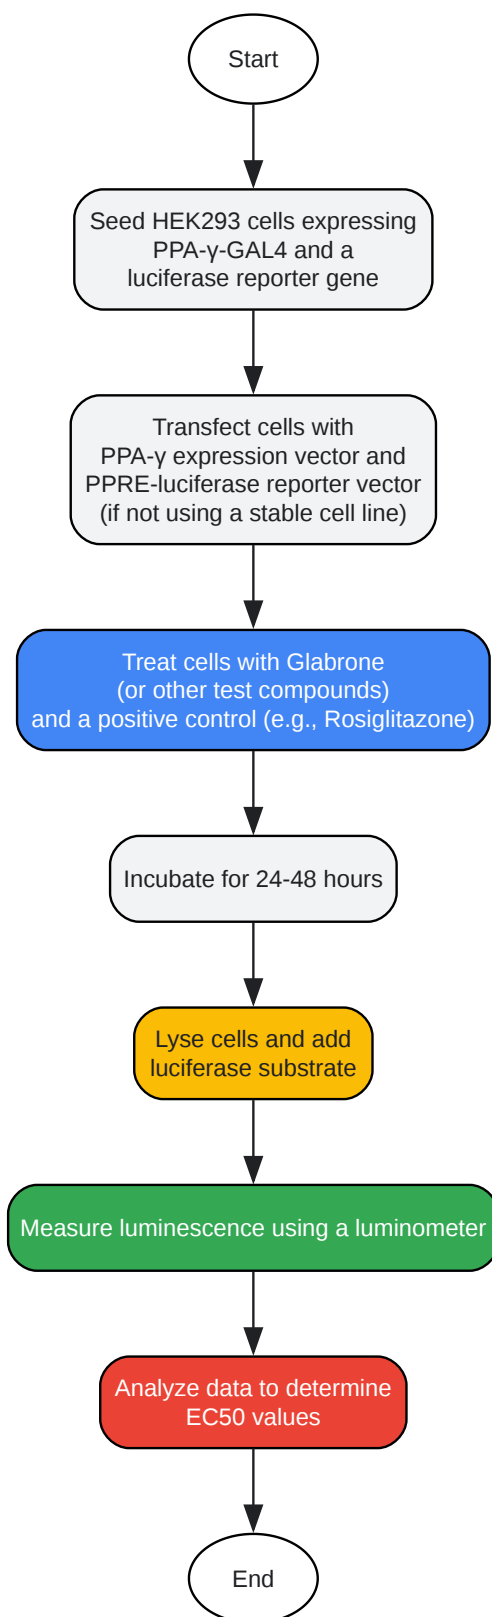 Start
Seed HEK293 cells expressing
PPA-γ-GAL4 and a
luciferase reporter gene
Transfect cells with
PPA-γ expression vector and
PPRE-luciferase reporter vector
(if not using a stable cell line)
Treat cells with Glabrone
(or other test compounds)
and a positive control (e.g., Rosiglitazone)
Incubate for 24-48 hours
Lyse cells and add
luciferase substrate
Measure luminescence using a luminometer
Analyze data to determine
EC50 values
End